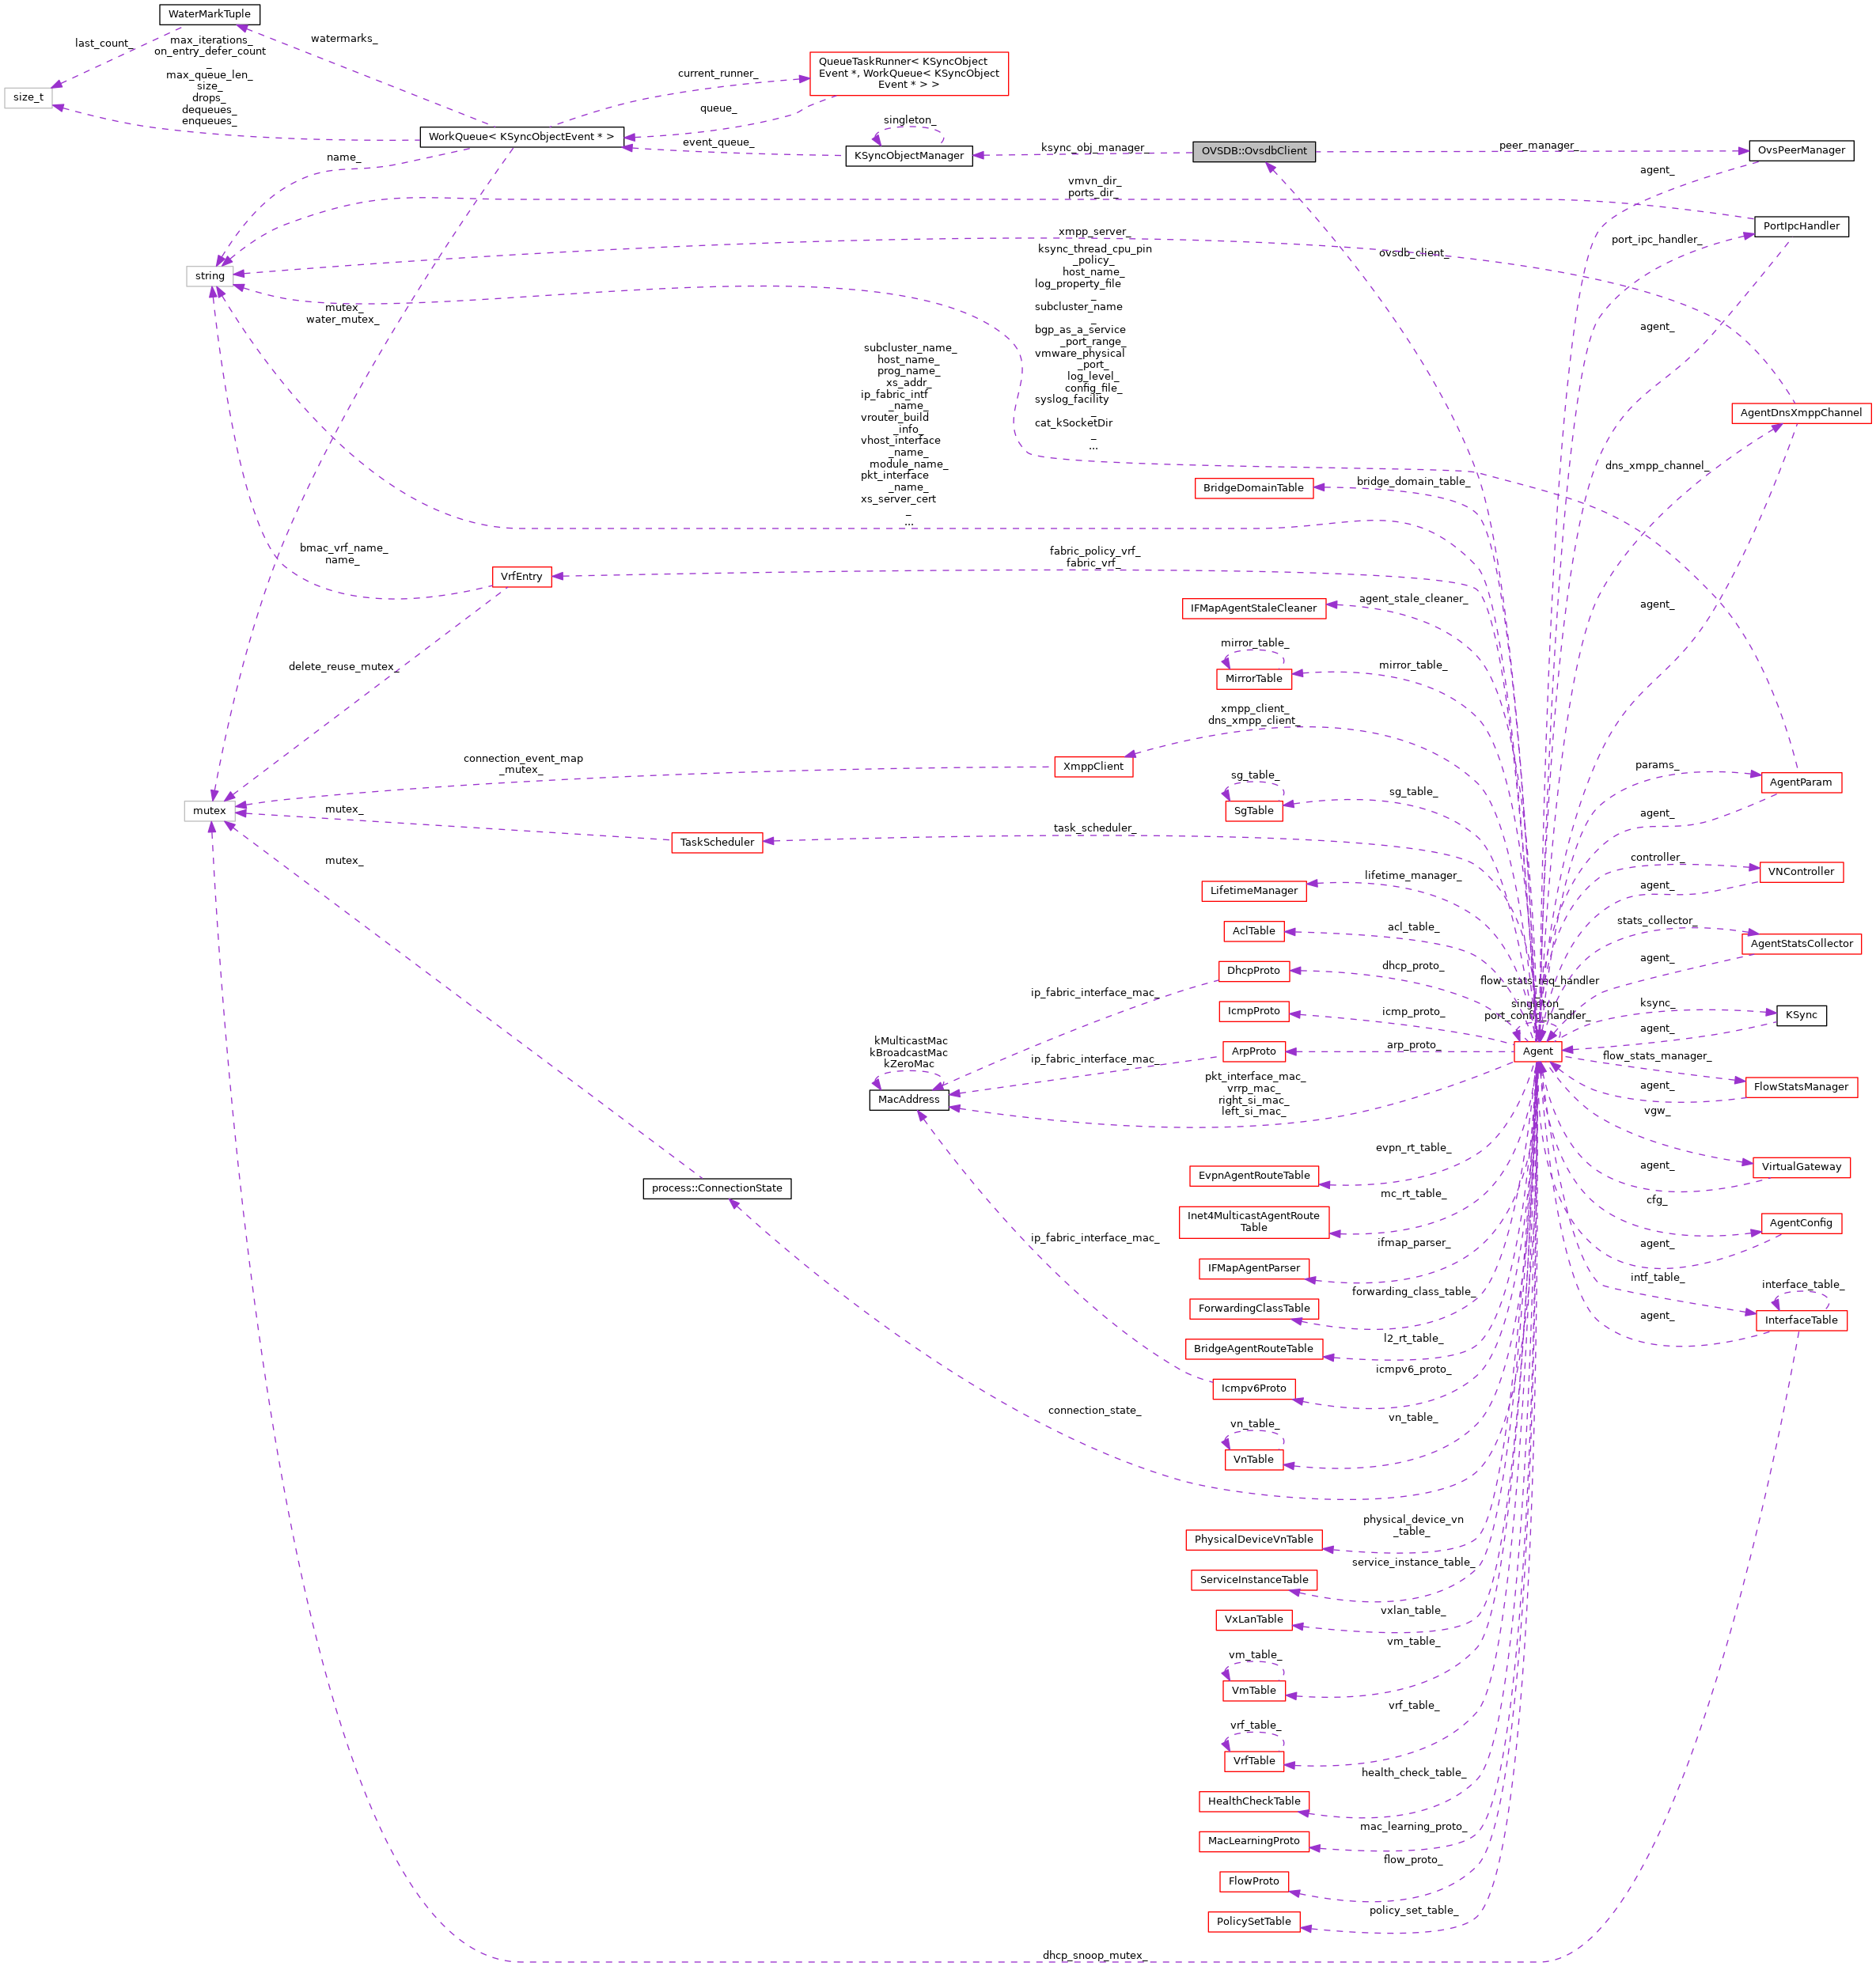 WaterMarkTuple
last_count_
max_iterations_
on_entry_defer_count
_
max_queue_len_
size_
drops_
dequeues_
enqueues_
watermarks_
size_t
current_runner_
QueueTaskRunner< KSyncObject
Event *, WorkQueue< KSyncObject
Event * > >
queue_
WorkQueue< KSyncObjectEvent * >
name_
event_queue_
singleton_
KSyncObjectManager
ksync_obj_manager_
OVSDB::OvsdbClient
peer_manager_
OvsPeerManager
agent_
vmvn_dir_
ports_dir_
PortIpcHandler
port_ipc_handler_
xmpp_server_
ovsdb_client_
string
mutex_
water_mutex_
ksync_thread_cpu_pin
_policy_
host_name_
log_property_file
_
subcluster_name
_
bgp_as_a_service
_port_range_
vmware_physical
_port_
log_level_
config_file_
syslog_facility
_
cat_kSocketDir
_
...
agent_
subcluster_name_
host_name_
prog_name_
xs_addr_
ip_fabric_intf
_name_
vrouter_build
_info_
vhost_interface
_name_
module_name_
pkt_interface
_name_
xs_server_cert
_
...
AgentDnsXmppChannel
dns_xmpp_channel_
BridgeDomainTable
bridge_domain_table_
bmac_vrf_name_
name_
VrfEntry
fabric_policy_vrf_
fabric_vrf_
IFMapAgentStaleCleaner
agent_stale_cleaner_
agent_
delete_reuse_mutex_
mirror_table_
MirrorTable
mirror_table_
xmpp_client_
dns_xmpp_client_
connection_event_map
_mutex_
XmppClient
params_
AgentParam
mutex
mutex_
sg_table_
SgTable
sg_table_
agent_
TaskScheduler
task_scheduler_
mutex_
controller_
VNController
agent_
LifetimeManager
lifetime_manager_
stats_collector_
AclTable
acl_table_
AgentStatsCollector
agent_
DhcpProto
dhcp_proto_
ip_fabric_interface_mac_
flow_stats_req_handler
_
singleton_
port_config_handler_
IcmpProto
icmp_proto_
ksync_
KSync
agent_
ArpProto
arp_proto_
Agent
ip_fabric_interface_mac_
kMulticastMac
kBroadcastMac
kZeroMac
MacAddress
pkt_interface_mac_
vrrp_mac_
right_si_mac_
left_si_mac_
flow_stats_manager_
FlowStatsManager
agent_
vgw_
evpn_rt_table_
EvpnAgentRouteTable
VirtualGateway
agent_
process::ConnectionState
mc_rt_table_
Inet4MulticastAgentRoute
Table
cfg_
AgentConfig
ip_fabric_interface_mac_
ifmap_parser_
agent_
IFMapAgentParser
intf_table_
interface_table_
forwarding_class_table_
ForwardingClassTable
agent_
InterfaceTable
l2_rt_table_
BridgeAgentRouteTable
icmpv6_proto_
Icmpv6Proto
connection_state_
vn_table_
vn_table_
VnTable
physical_device_vn
_table_
PhysicalDeviceVnTable
service_instance_table_
ServiceInstanceTable
vxlan_table_
VxLanTable
vm_table_
vm_table_
VmTable
vrf_table_
vrf_table_
VrfTable
health_check_table_
HealthCheckTable
mac_learning_proto_
MacLearningProto
flow_proto_
FlowProto
policy_set_table_
PolicySetTable
dhcp_snoop_mutex_